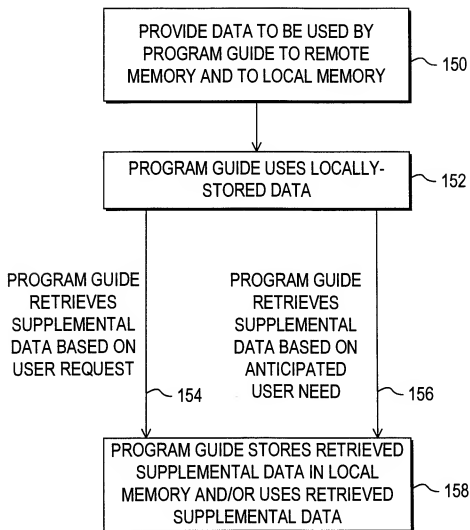 PROVIDE DATA TO BE USED BY
PROGRAM GUIDE TO REMOTE
MEMORY AND TO LOCAL MEMORY
150
PROGRAM GUIDE USES LOCALLY-
STORED DATA
152
PROGRAM GUIDE
RETRIEVES
SUPPLEMENTAL
DATA BASED ON
USER REQUEST
154
PROGRAM GUIDE
RETRIEVES
SUPPLEMENTAL
DATA BASED ON
ANTICIPATED
USER NEED
156
PROGRAM GUIDE STORES RETRIEVED
SUPPLEMENTAL DATA IN LOCAL
MEMORY AND/OR USES RETRIEVED
SUPPLEMENTAL DATA
158